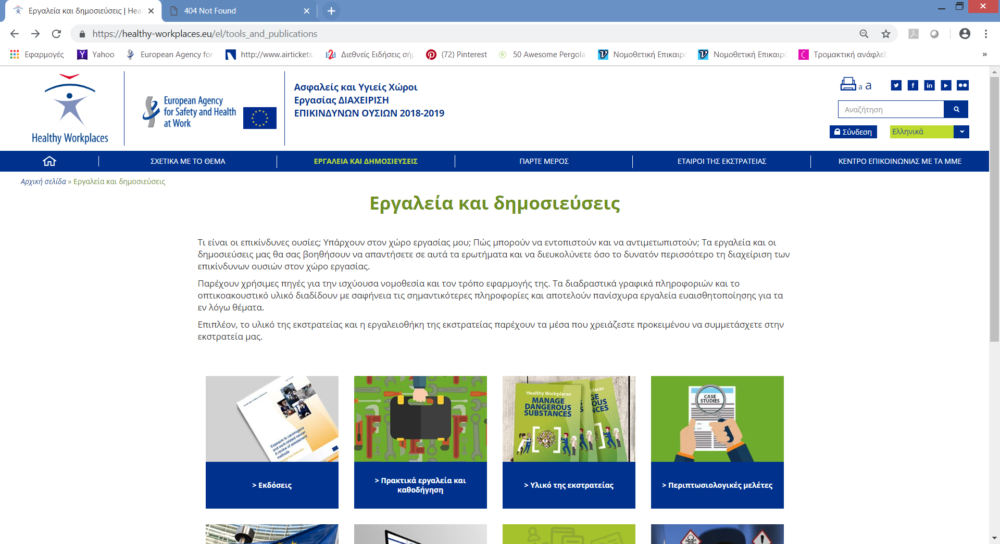 Εργαλεία και δημοσιεύσεις | Hea
404 Not Found
https://healthy-workplaces.eu/el/tools_and_publications
Εφαρμογές
Yahoo
European Agency for
http://www.airtickets.
Διεθνείς Ειδήσεις σή
(72) Pinterest
50 Awesome Pergola
Νομοθετική Επικαιρό
Νομοθετική Επικαιρό
Τρομακτική ανάφλεξ
»
Healthy Workplaces
European Agency
for Safety and Health
at Work
Ασφαλείς και Υγιείς Χώροι
Εργασίας ΔΙΑΧΕΙΡΙΣΗ
ΕΠΙΚΙΝΔΥΝΩΝ ΟΥΣΙΩΝ 2018-2019
a a
Αναζήτηση
Σύνδεση
Ελληνικά
ΣΧΕΤΙΚΑ ΜΕ ΤΟ ΘΕΜΑ
ΕΡΓΑΛΕΙΑ ΚΑΙ ΔΗΜΟΣΙΕΥΣΕΙΣ
ΠΑΡΤΕ ΜΕΡΟΣ
ΕΤΑΙΡΟΙ ΤΗΣ ΕΚΣΤΡΑΤΕΙΑΣ
ΚΕΝΤΡΟ ΕΠΙΚΟΙΝΩΝΙΑΣ ΜΕ ΤΑ ΜΜΕ
Αρχική σελίδα » Εργαλεία και δημοσιεύσεις
Εργαλεία και δημοσιεύσεις
Τι είναι οι επικίνδυνες ουσίες; Υπάρχουν στον χώρο εργασίας μου; Πώς μπορούν να εντοπιστούν και να αντιμετωπιστούν; Τα εργαλεία και οι
δημοσιεύσεις μας θα σας βοηθήσουν να απαντήσετε σε αυτά τα ερωτήματα και να διευκολύνετε όσο το δυνατόν περισσότερο τη διαχείριση των
επικίνδυνων ουσιών στον χώρο εργασίας.
Παρέχουν χρήσιμες πηγές για την ισχύουσα νομοθεσία και τον τρόπο εφαρμογής της. Τα διαδραστικά γραφικά πληροφοριών και το
οπτικοακουστικό υλικό διαδίδουν με σαφήνεια τις σημαντικότερες πληροφορίες και αποτελούν πανίσχυρα εργαλεία ευαισθητοποίησης για τα
εν λόγω θέματα.
Επιπλέον, το υλικό της εκστρατείας και η εργαλειοθήκη της εκστρατείας παρέχουν τα μέσα που χρειάζεστε προκειμένου να συμμετάσχετε στην
εκστρατεία μας.
Exposure to carcinogens
and work-related cancer:
A review of assessment
methods
Healthy Workplaces
MANAGE
DANGEROUS
SUBSTANCES
CASE
STUDIES
> Εκδόσεις
> Πρακτικά εργαλεία και
καθοδήγηση
> Υλικό της εκστρατείας
> Περιπτωσιολογικές μελέτες